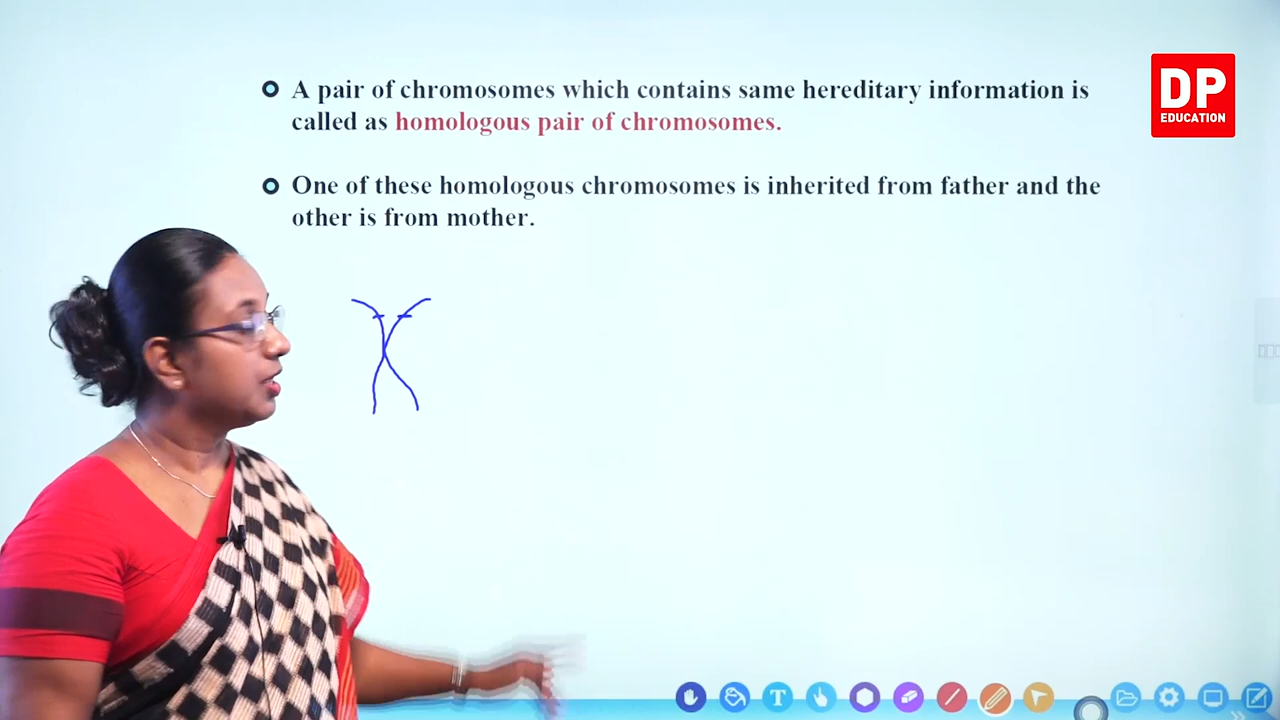 A pair of chromosomes which contains same hereditary information is
called as homologous pair of chromosomes.
One of these homologous chromosomes is inherited from father and the
other is from mother.
DP
EDUCATION
T